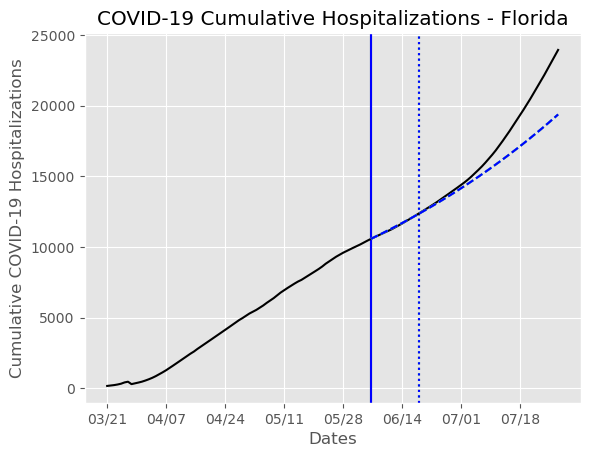 COVID-19 Cumulative Hospitalizations - Florida
Cumulative COVID-19 Hospitalizations
25000
20000
15000
10000
5000
0
03/21 04/07 04/24 05/11 05/28 06/14 07/01 07/18
Dates